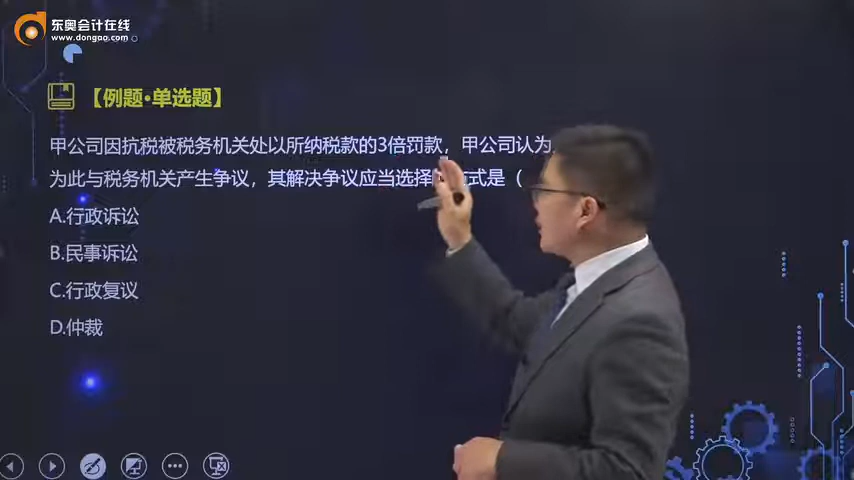 东奥会计在线
www.dongao.com
【例题·单选题】
甲公司因抗税被税务机关处以所纳税款的3倍罚款，甲公司认为
为此与税务机关产生争议，其解决争议应当选择 式是（
A.行政诉讼
B.民事诉讼
C.行政复议
D.仲裁